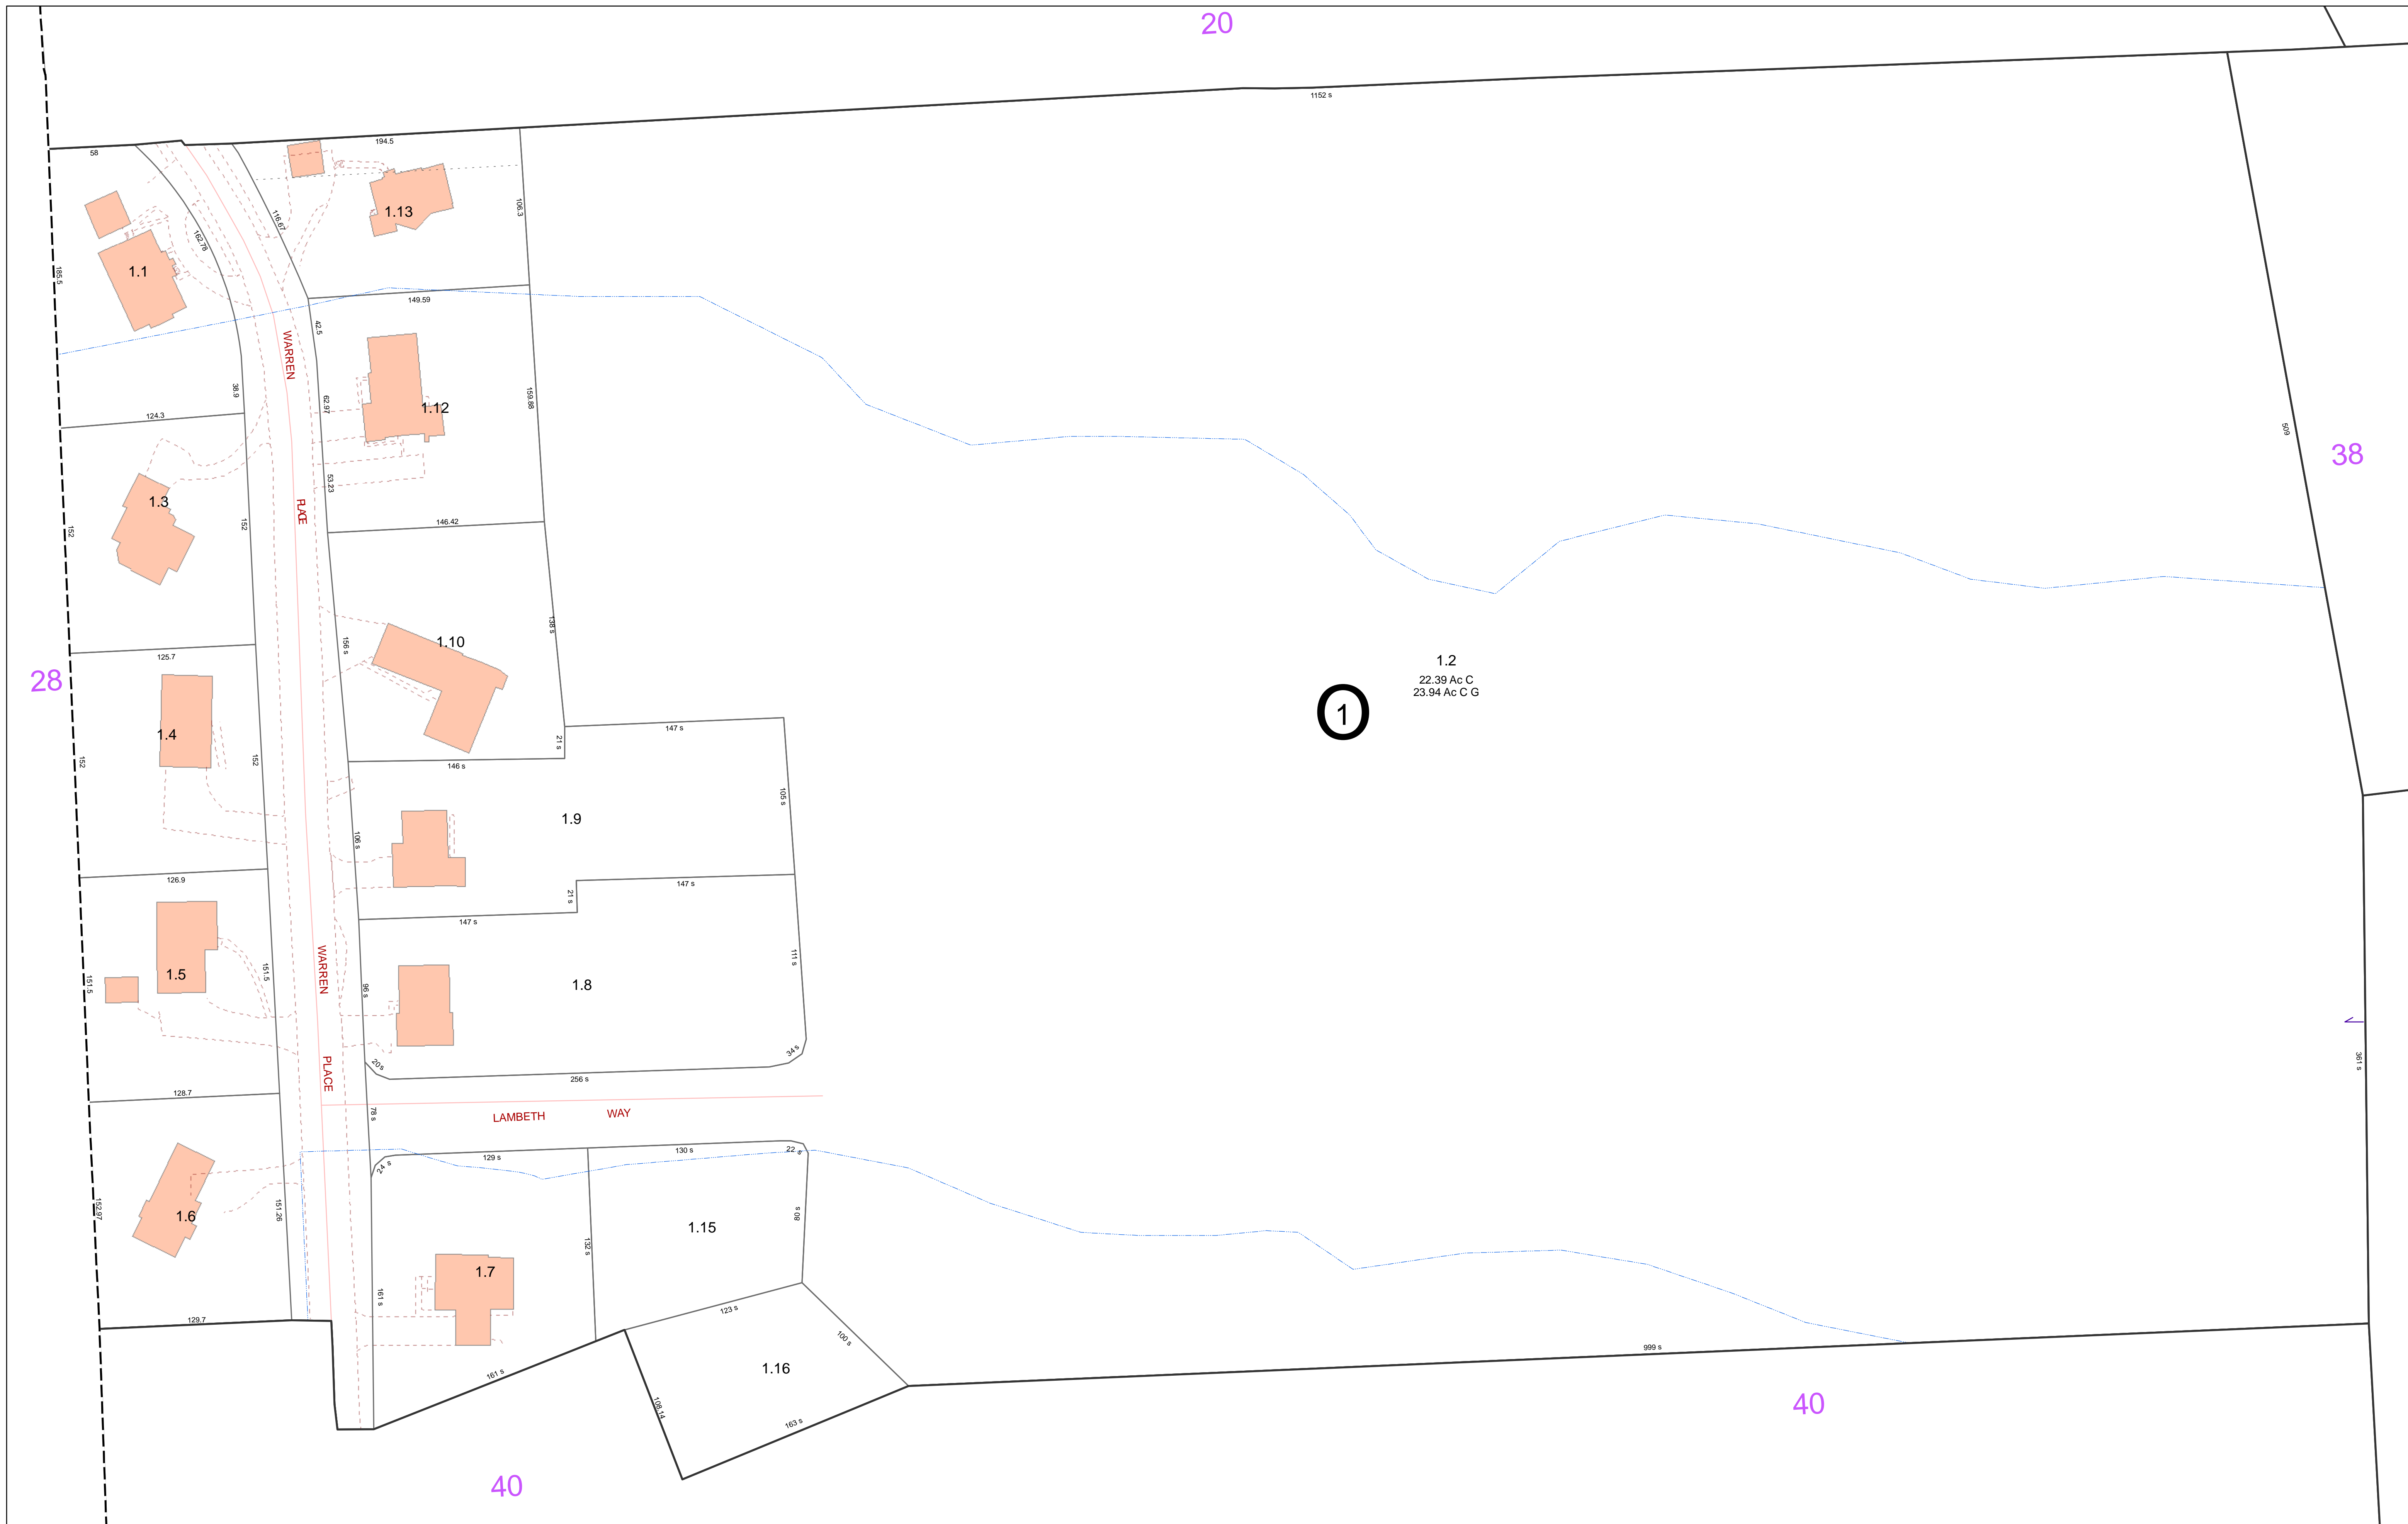 20
1152 s
58
194.5
116.67
162.78
1.13
106.3
1.1
185.5
149.59
42.5
WARREN
38.9
62.97
1.12
159.88
509
38
124.3
1.3
152
152
PLACE
53.23
146.42
138 s
156 s
1.10
125.7
28
1.2
22.39 Ac C
23.94 Ac C G
1
1.4
152
152
147 s
21 s
146 s
105 s
1.9
106 s
126.9
147 s
21 s
147 s
1.5
151.5
151.5
WARREN
111 s
96 s
1.8
361 s
34 s
20 s
256 s
PLACE
128.7
78 s
LAMBETH WAY
129 s
130 s
22 s
24 s
152.97
151.26
1.6
80 s
1.15
132 s
1.7
161 s
123 s
129.7
100 s
999 s
161 s
1.16
108.14
163 s
40
40